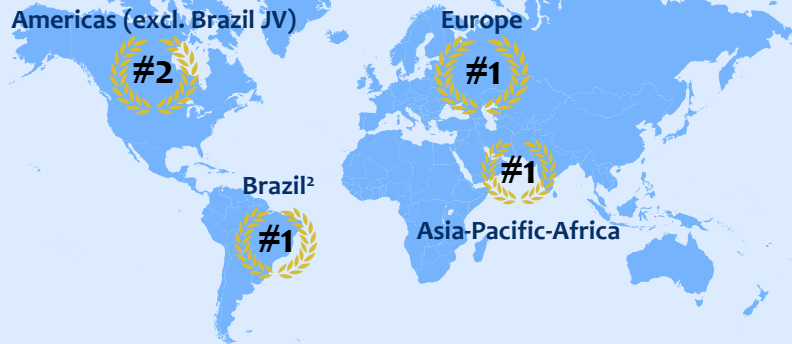 Americas (excl. Brazil JV)
#2
Europe
#1
Brazil²
#1
#1
Asia-Pacific-Africa